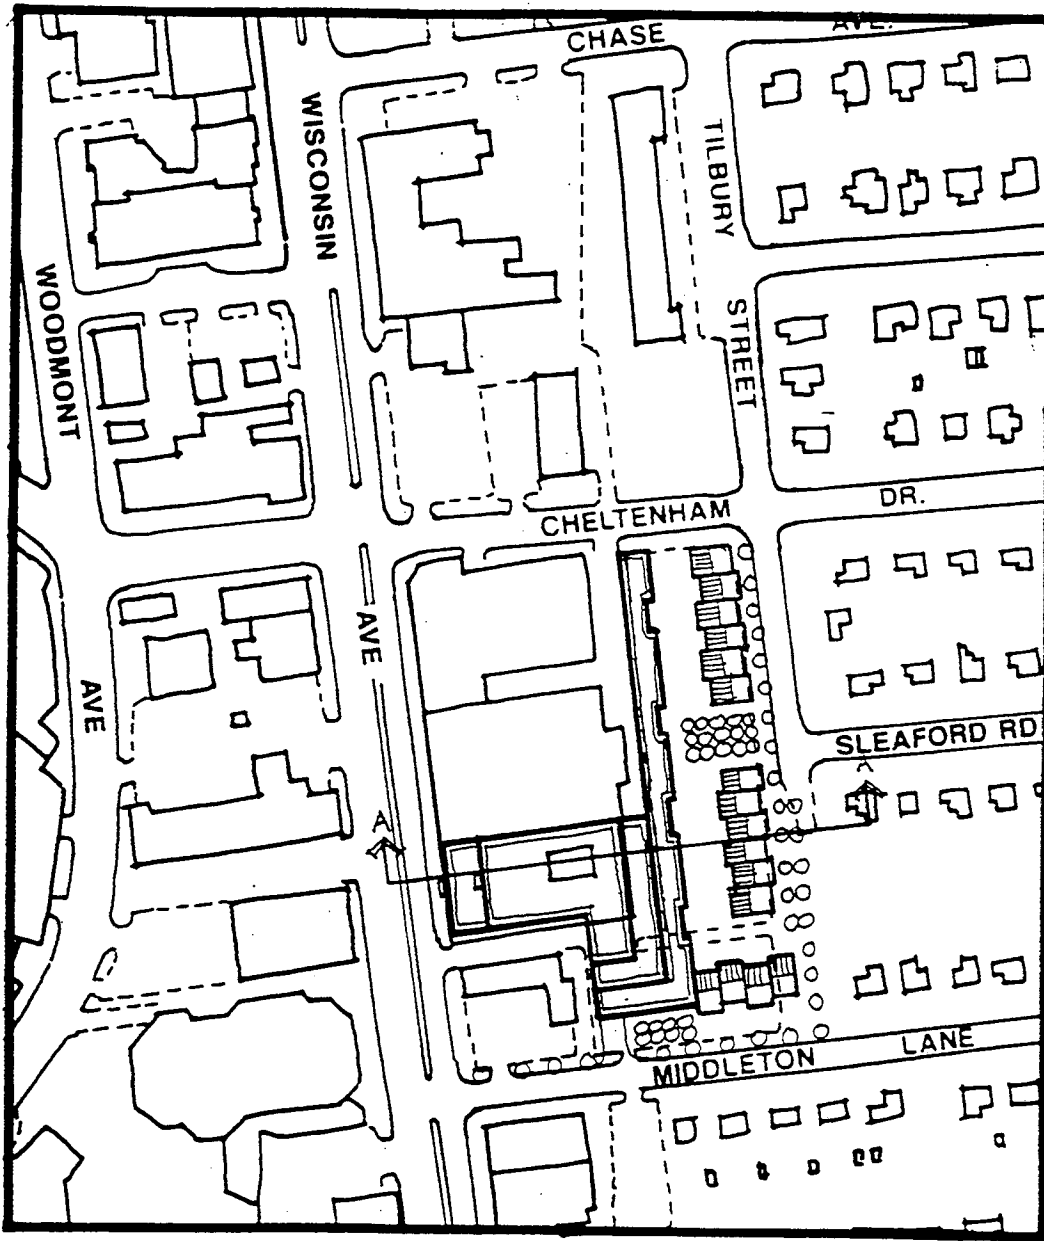 CHASE
AVE.
WISCONSIN
TILBURY
WOODMONT
STREET
CHELTENHAM
DR.
AVE
AVE
SLEAFORD RD
A
A
MIDDLETON
LANE